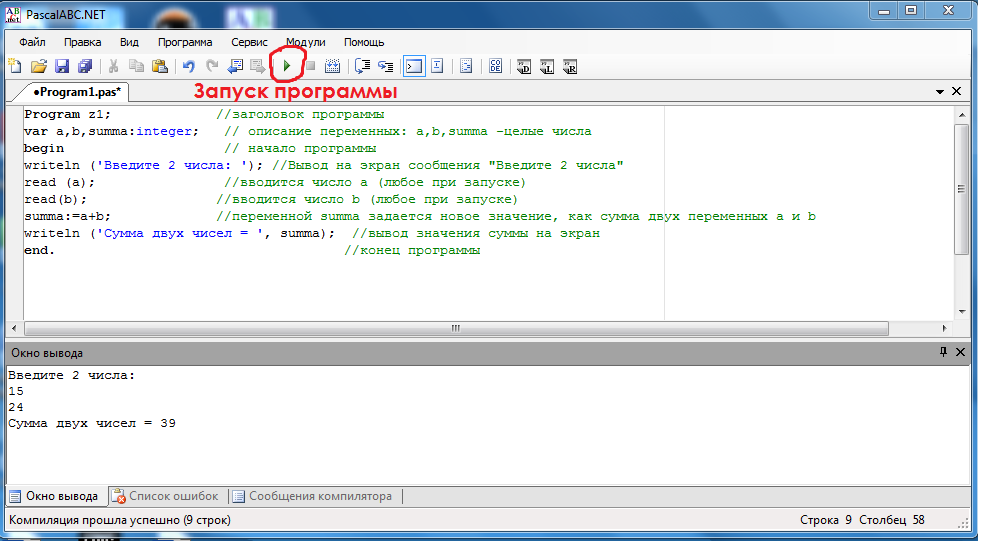 PascalABC.NET
Файл Правка Вид Программа Сервис Модули Помощь
●Program1.pas*
Запуск программы
Program z1; //заголовок программы
var a,b,summa:integer; // описание переменных: a,b,summa -целые числа
begin // начало программы
writeln ('Введите 2 числа: '); //Вывод на экран сообщения "Введите 2 числа"
read (a); //вводится число a (любое при запуске)
read(b); //вводится число b (любое при запуске)
summa:=a+b; //переменной summa задается новое значение, как сумма двух переменных a и b
writeln ('Сумма двух чисел = ', summa); //вывод значения суммы на экран
end. //конец программы
Окно вывода
Введите 2 числа:
15
24
Сумма двух чисел = 39
Окно вывода Список ошибок Сообщения компилятора
Компиляция прошла успешно (9 строк) Строка 9 Столбец 58